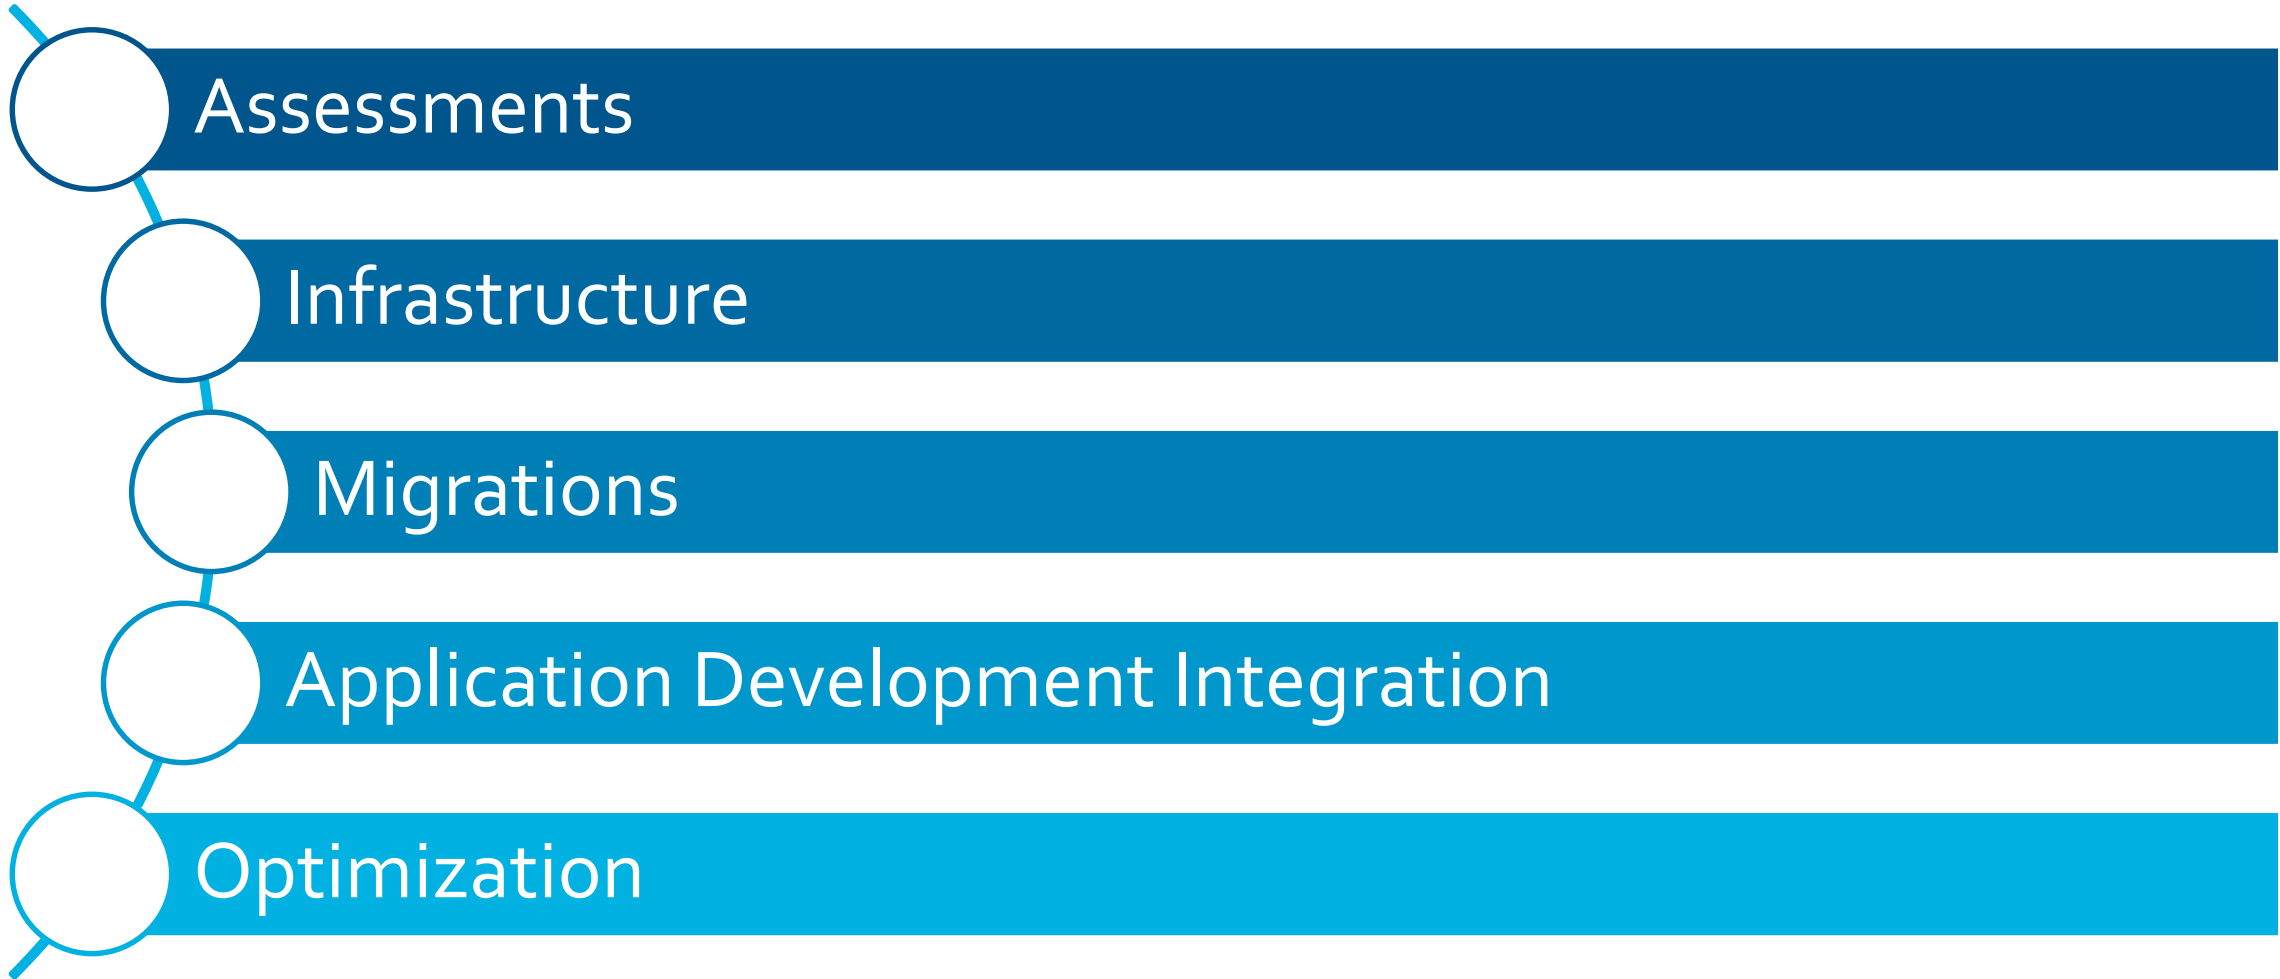 Assessments
Infrastructure
Migrations
Application Development Integration
Optimization